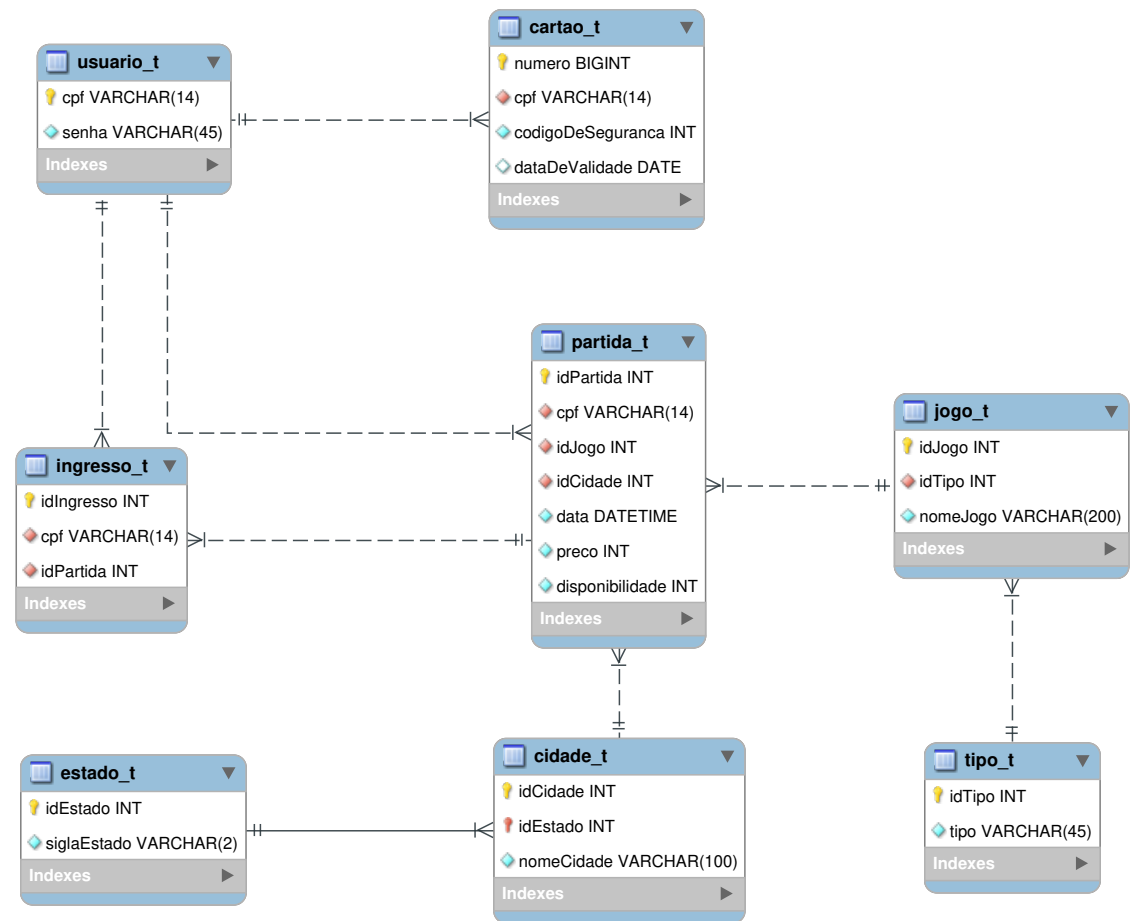 usuario_t
cpf VARCHAR(14)
senha VARCHAR(45)
Indexes
cartao_t
numero BIGINT
cpf VARCHAR(14)
codigoDeSeguranca INT
dataDeValidade DATE
Indexes
partida_t
idPartida INT
cpf VARCHAR(14)
idJogo INT
idCidade INT
data DATETIME
preco INT
disponibilidade INT
Indexes
jogo_t
idJogo INT
idTipo INT
nomeJogo VARCHAR(200)
Indexes
ingresso_t
idIngresso INT
cpf VARCHAR(14)
idPartida INT
Indexes
estado_t
idEstado INT
siglaEstado VARCHAR(2)
Indexes
cidade_t
idCidade INT
idEstado INT
nomeCidade VARCHAR(100)
Indexes
tipo_t
idTipo INT
tipo VARCHAR(45)
Indexes